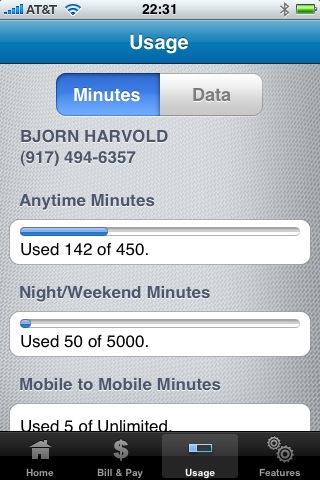 AT&T 22:31
Usage
Minutes Data
BJORN HARVOLD
(917) 494-6357
Anytime Minutes
Used 142 of 450.
Night/Weekend Minutes
Used 50 of 5000.
Mobile to Mobile Minutes
Used 5 of Unlimited.
Home Bill & Pay Usage Features